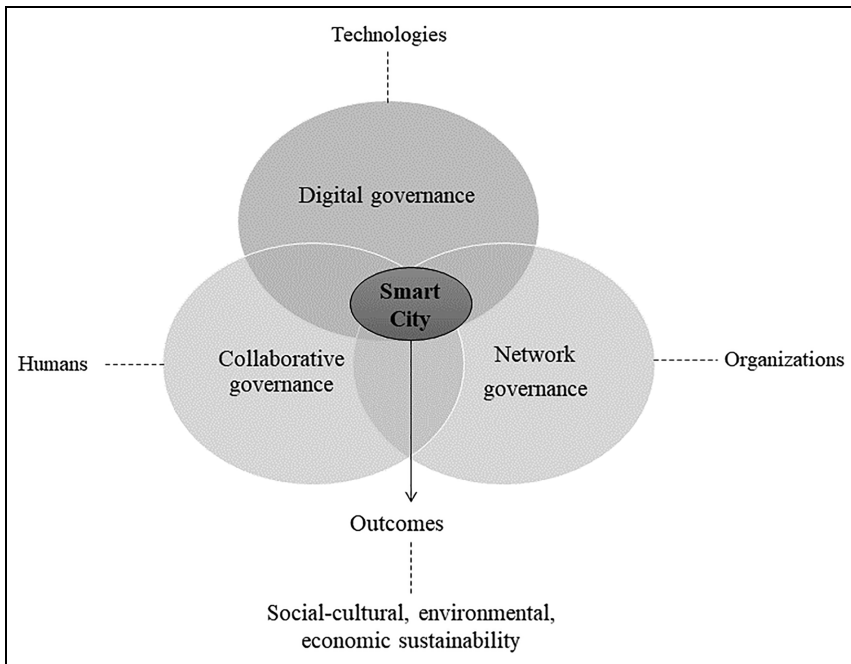 Technologies
Digital governance
Smart
City
Humans
Collaborative
governance
Network
governance
Organizations
Outcomes
Social-cultural, environmental,
economic sustainability